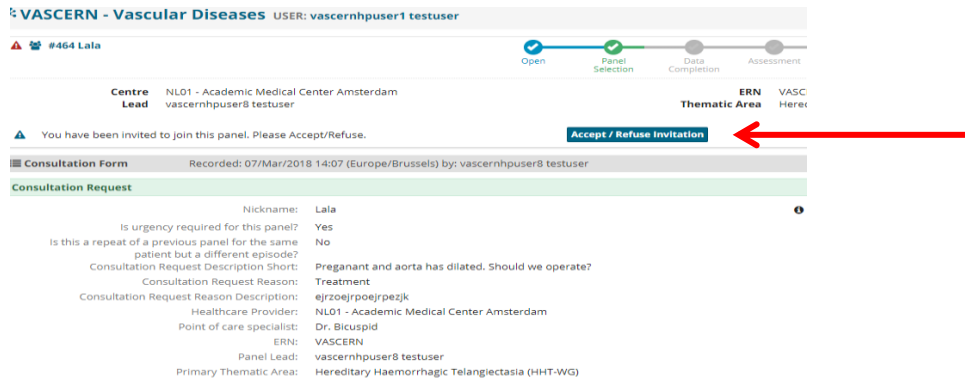 VASCERN - Vascular Diseases USER: vascernhpuser1 testuser
#464 Lala
Open Panel Selection Data Completion Assessment
Centre NL01 - Academic Medical Center Amsterdam ERN VASC
Lead vascernhpuser8 testuser Thematic Area Hered
You have been invited to join this panel. Please Accept/Refuse. Accept / Refuse Invitation
Consultation Form Recorded: 07/Mar/2018 14:07 (Europe/Brussels) by: vascernhpuser8 testuser
Consultation Request
Nickname: Lala
Is urgency required for this panel? Yes
Is this a repeat of a previous panel for the same No
patient but a different episode?
Consultation Request Description Short: Preganant and aorta has dilated. Should we operate?
Consultation Request Reason: Treatment
Consultation Request Reason Description: ejrzoejrpoejrpezjk
Healthcare Provider: NL01 - Academic Medical Center Amsterdam
Point of care specialist: Dr. Bicuspid
ERN: VASCERN
Panel Lead: vascernhpuser8 testuser
Primary Thematic Area: Hereditary Haemorrhagic Telangiectasia (HHT-WG)